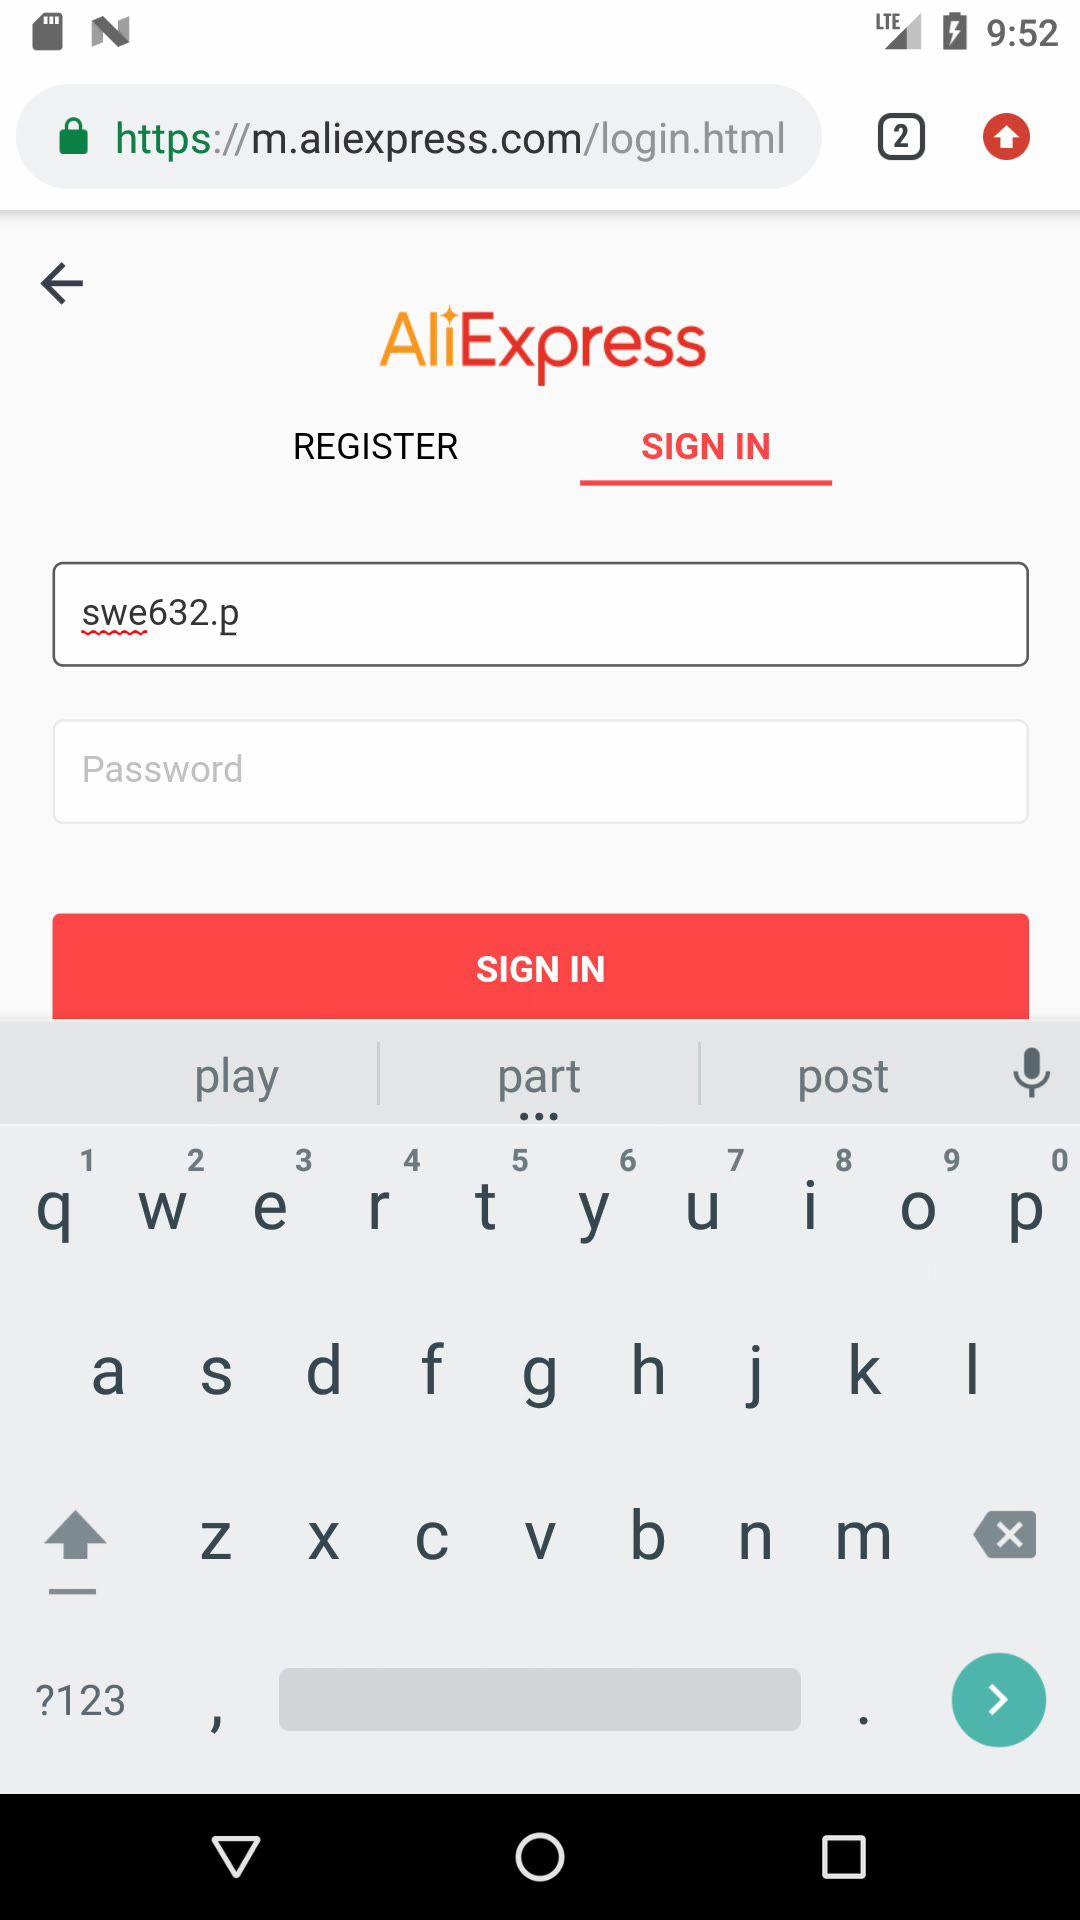 LTE 9:52
https://m.aliexpress.com/login.html 2
AliExpress
REGISTER SIGN IN
swe632.p
Password
SIGN IN
play part post
1 2 3 4 5 6 7 8 9 0
q w e r t y u i o p
a s d f g h j k l
z x c v b n m
?123 , .